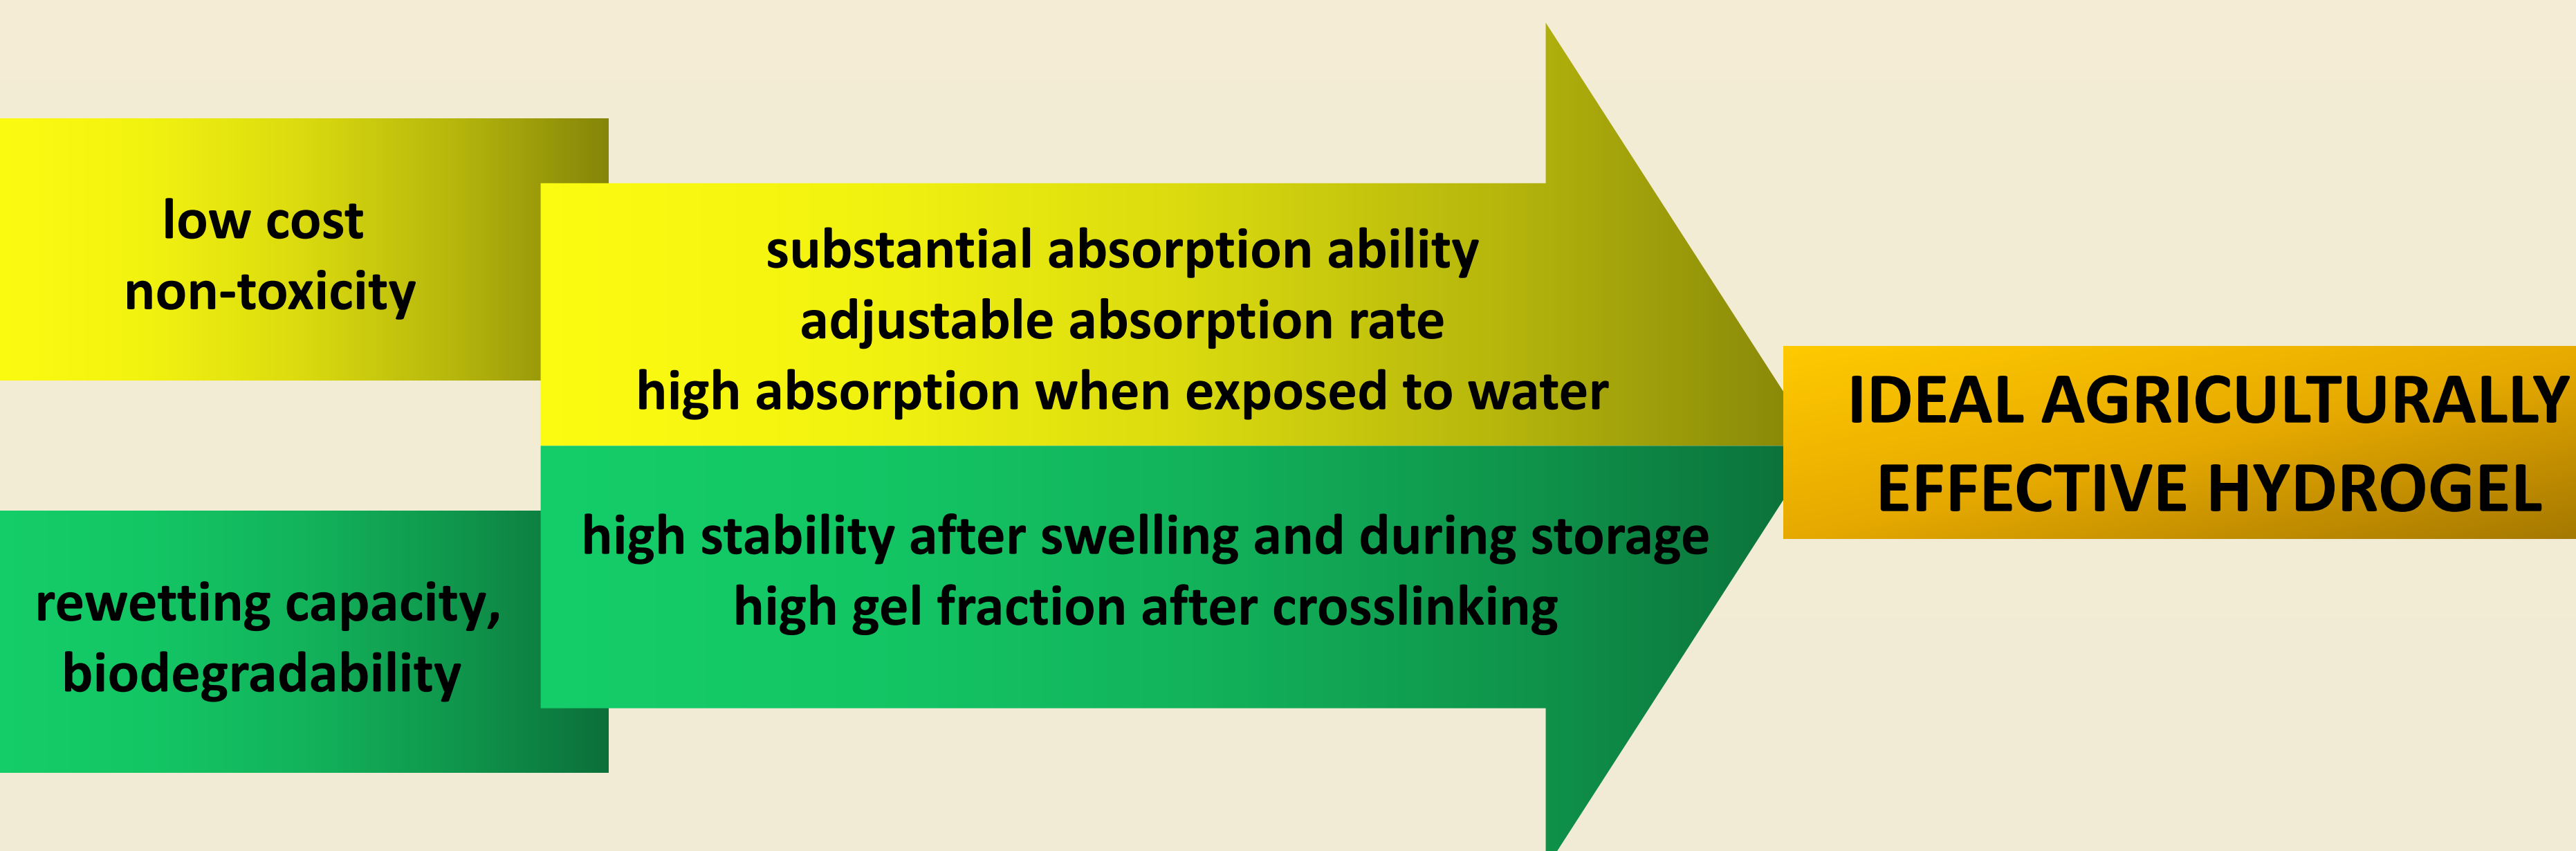 low cost
non-toxicity
rewetting capacity,
biodegradability
substantial absorption ability
adjustable absorption rate
high absorption when exposed to water
high stability after swelling and during storage
high gel fraction after crosslinking
IDEAL AGRICULTURALLY
EFFECTIVE HYDROGEL